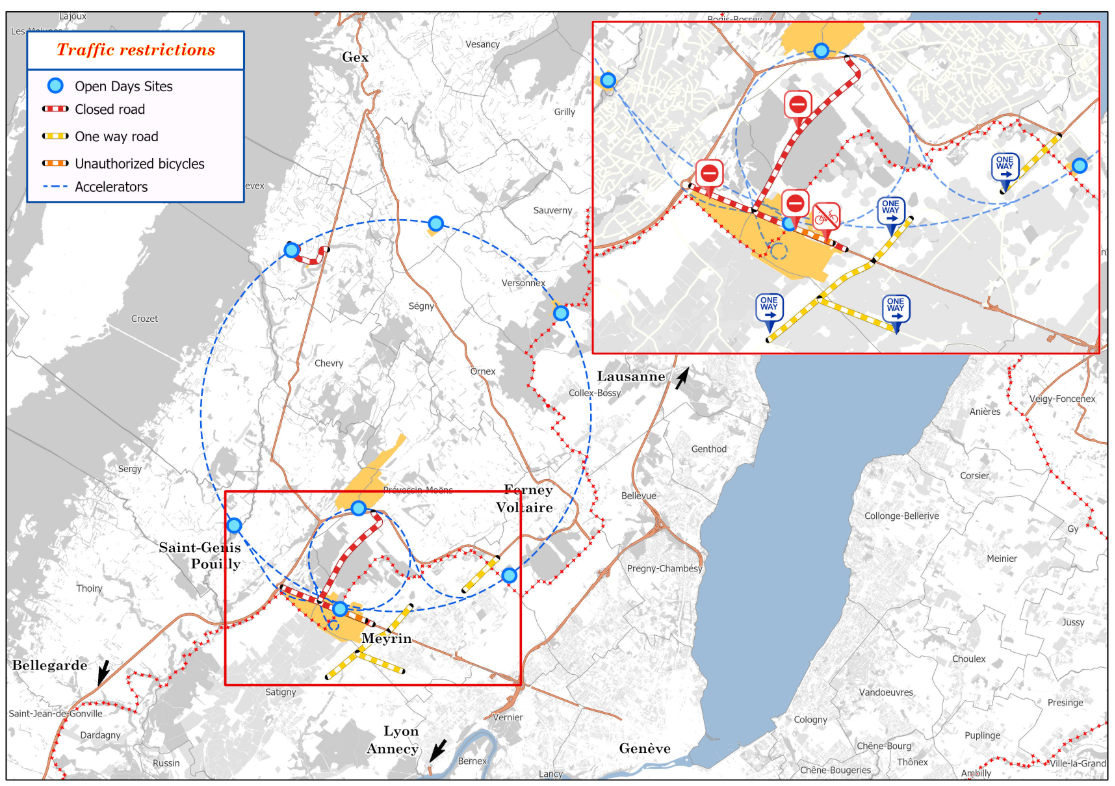 Lajoux
Traffic restrictions
Open Days Sites
Closed road
One way road
Unauthorized bicycles
Accelerators
Gex
Vesancy
Grilly
Sauverny
Versonnex
Ségny
Crozet
Chevry
Ornex
Collex-Bossy
Lausanne
Genthod
Anières
Veigy-Foncenex
Sergy
Corsier
Prévessin-Moëns
Ferney
Voltaire
Bellevue
Collonge-Bellerive
Gy
Saint-Genis
Pouilly
Meinier
Pregny-Chambésy
Thoiry
Jussy
Meyrin
Bellegarde
Choulex
Satigny
Vandoeuvres
Presinge
Saint-Jean-de-Gonville
Vernier
Cologny
Dardagny
Lyon
Annecy
Genève
Puplinge
Chêne-Bourg
Russin
Bernex
Thônex
Ville-la-Grand
Lancy
Chêne-Bougeries
Ambilly
ONE
WAY
ONE
WAY
ONE
WAY
ONE
WAY